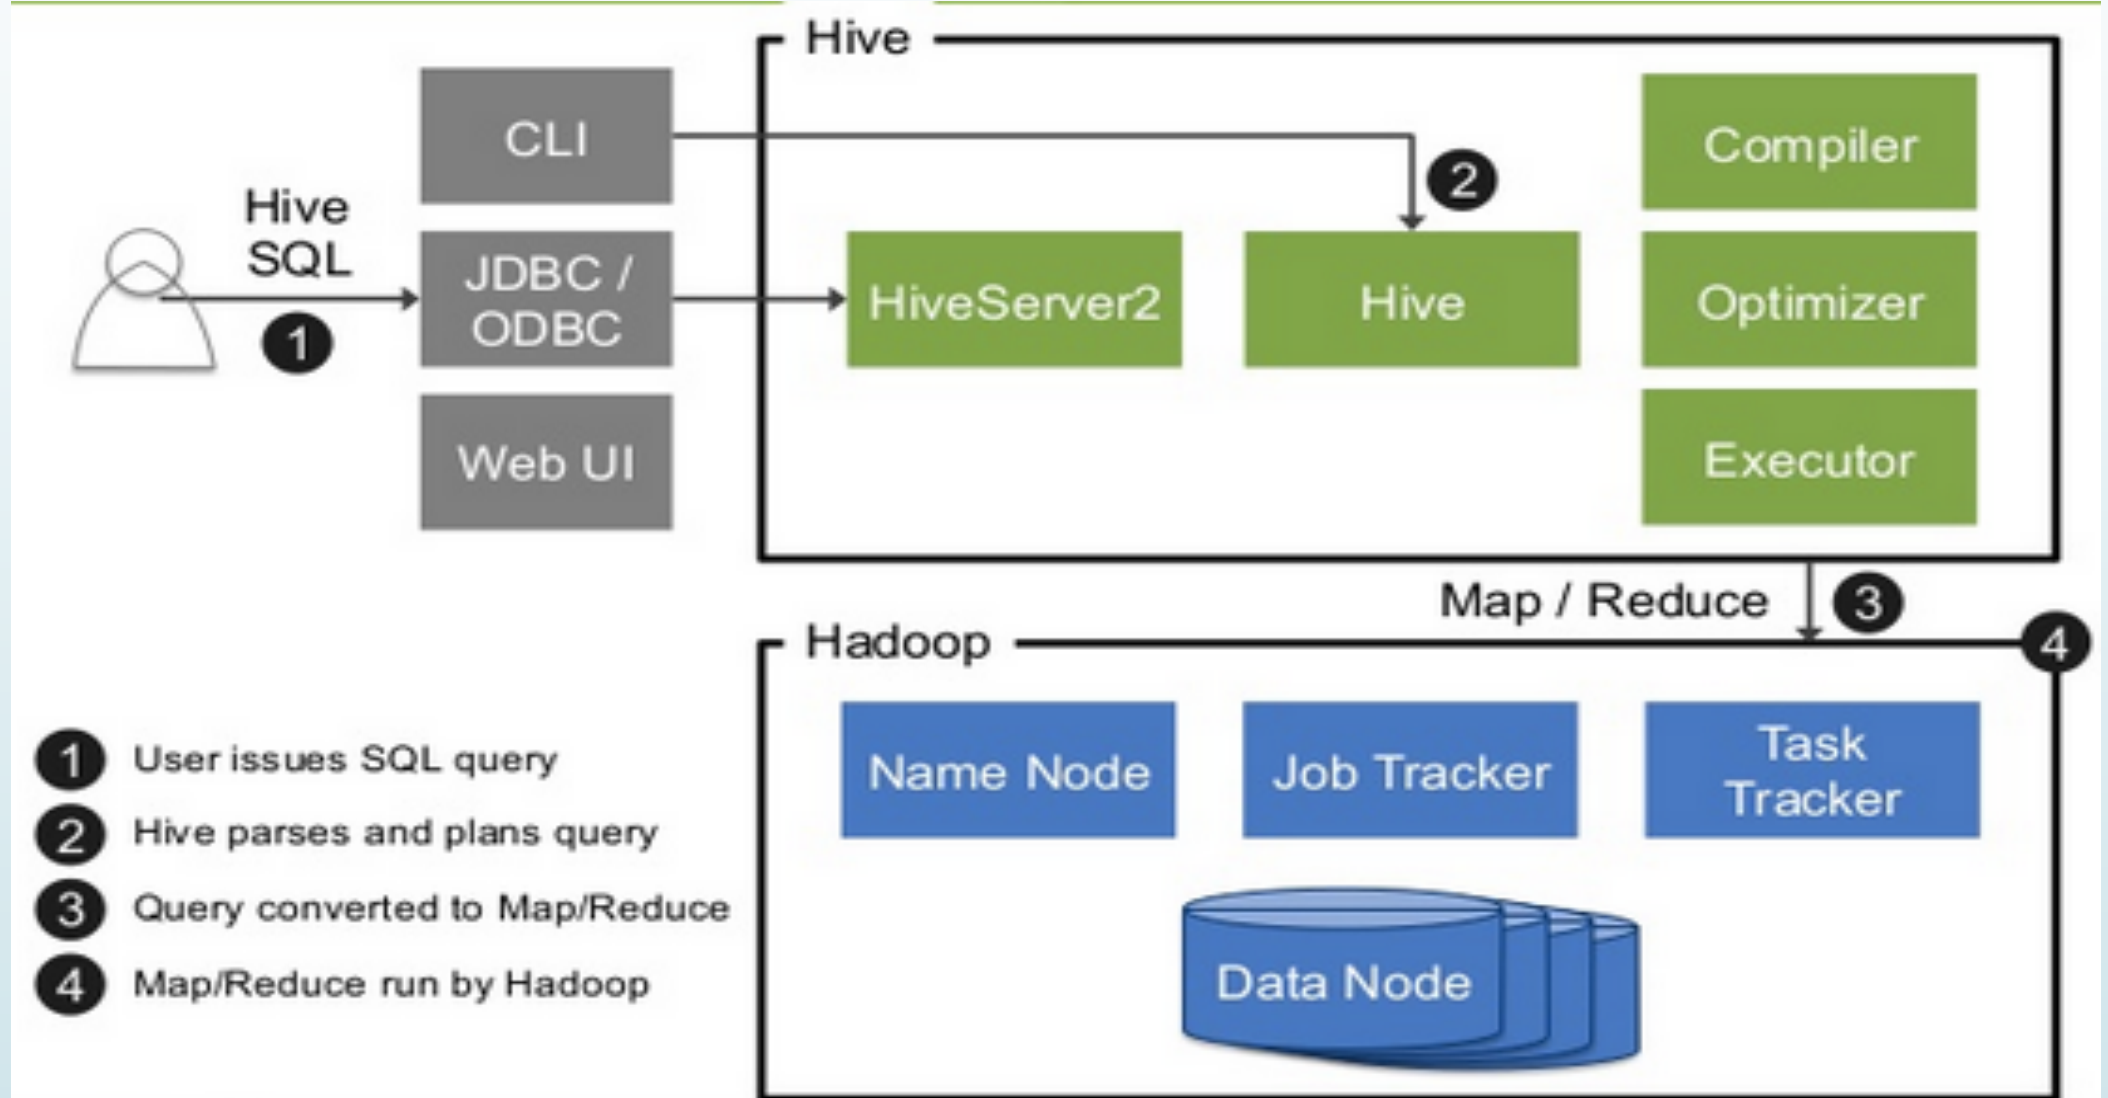 Hive
CLI
Compiler
2
Hive
SQL
JDBC /
ODBC
HiveServer2
Hive
Optimizer
1
Web UI
Executor
Map / Reduce
3
Hadoop
4
Name Node
Job Tracker
Task
Tracker
Data Node
1 User issues SQL query
2 Hive parses and plans query
3 Query converted to Map/Reduce
4 Map/Reduce run by Hadoop